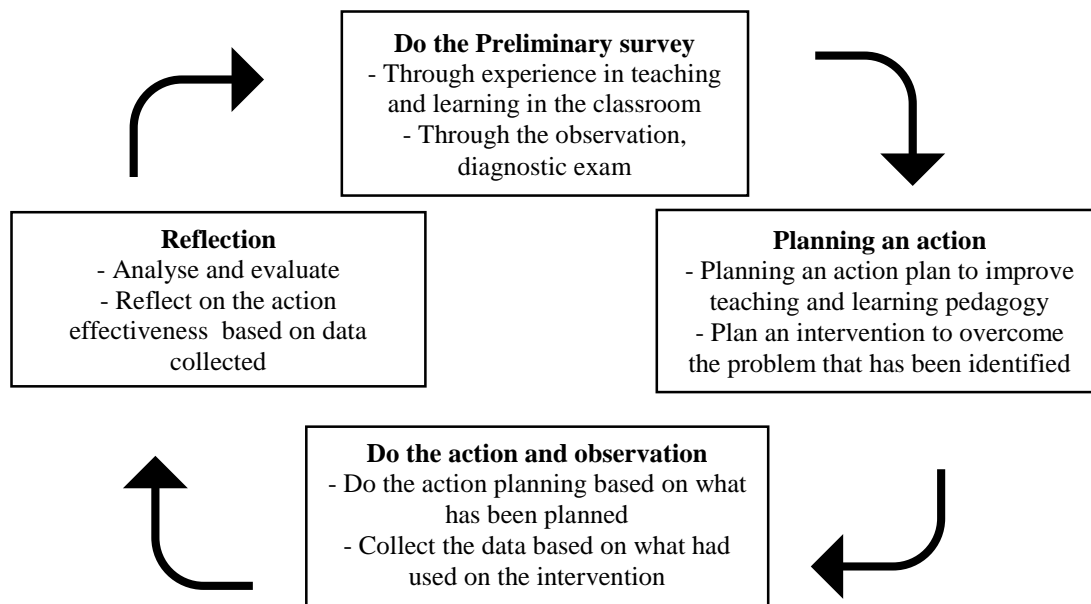 Do the Preliminary survey
- Through experience in teaching
and learning in the classroom
- Through the observation,
diagnostic exam
Planning an action
- Planning an action plan to improve
teaching and learning pedagogy
- Plan an intervention to overcome
the problem that has been identified
Do the action and observation
- Do the action planning based on what
has been planned
- Collect the data based on what had
used on the intervention
Reflection
- Analyse and evaluate
- Reflect on the action
effectiveness  based on data
collected